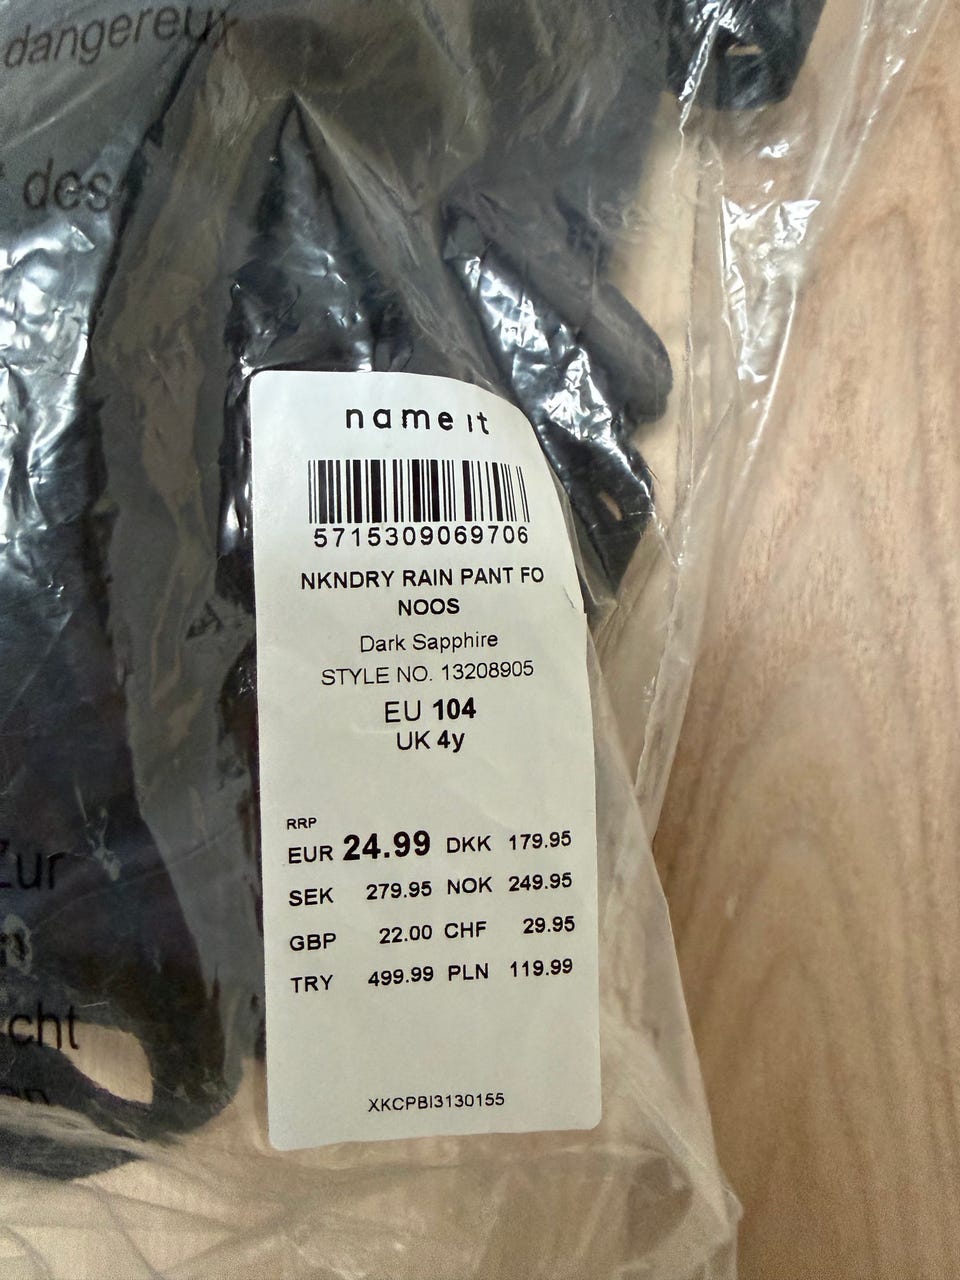 dangereux
des
name it
5715309069706
NKNDRY RAIN PANT FO
NOOS
Dark Sapphire
STYLE NO. 13208905
EU 104
UK 4y
RRP
EUR 24.99 DKK 179.95
SEK 279.95 NOK 249.95
GBP 22.00 CHF 29.95
TRY 499.99 PLN 119.99
XKCPBI3130155
Zur
cht